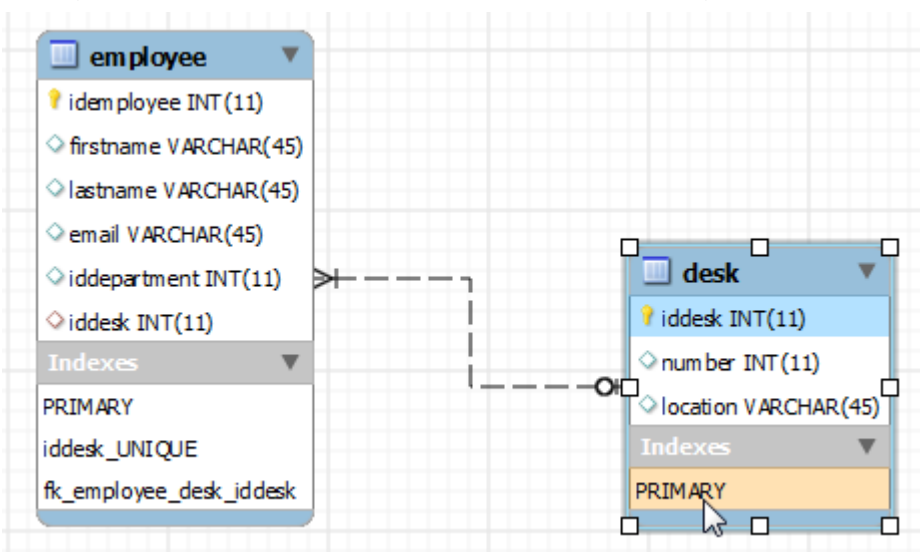 employee
idemployee INT(11)
firstname VARCHAR(45)
lastname VARCHAR(45)
email VARCHAR(45)
iddepartment INT(11)
iddesk INT(11)
Indexes
PRIMARY
iddesk_UNIQUE
fk_employee_desk_iddesk
desk
iddesk INT(11)
number INT(11)
location VARCHAR(45)
Indexes
PRIMARY